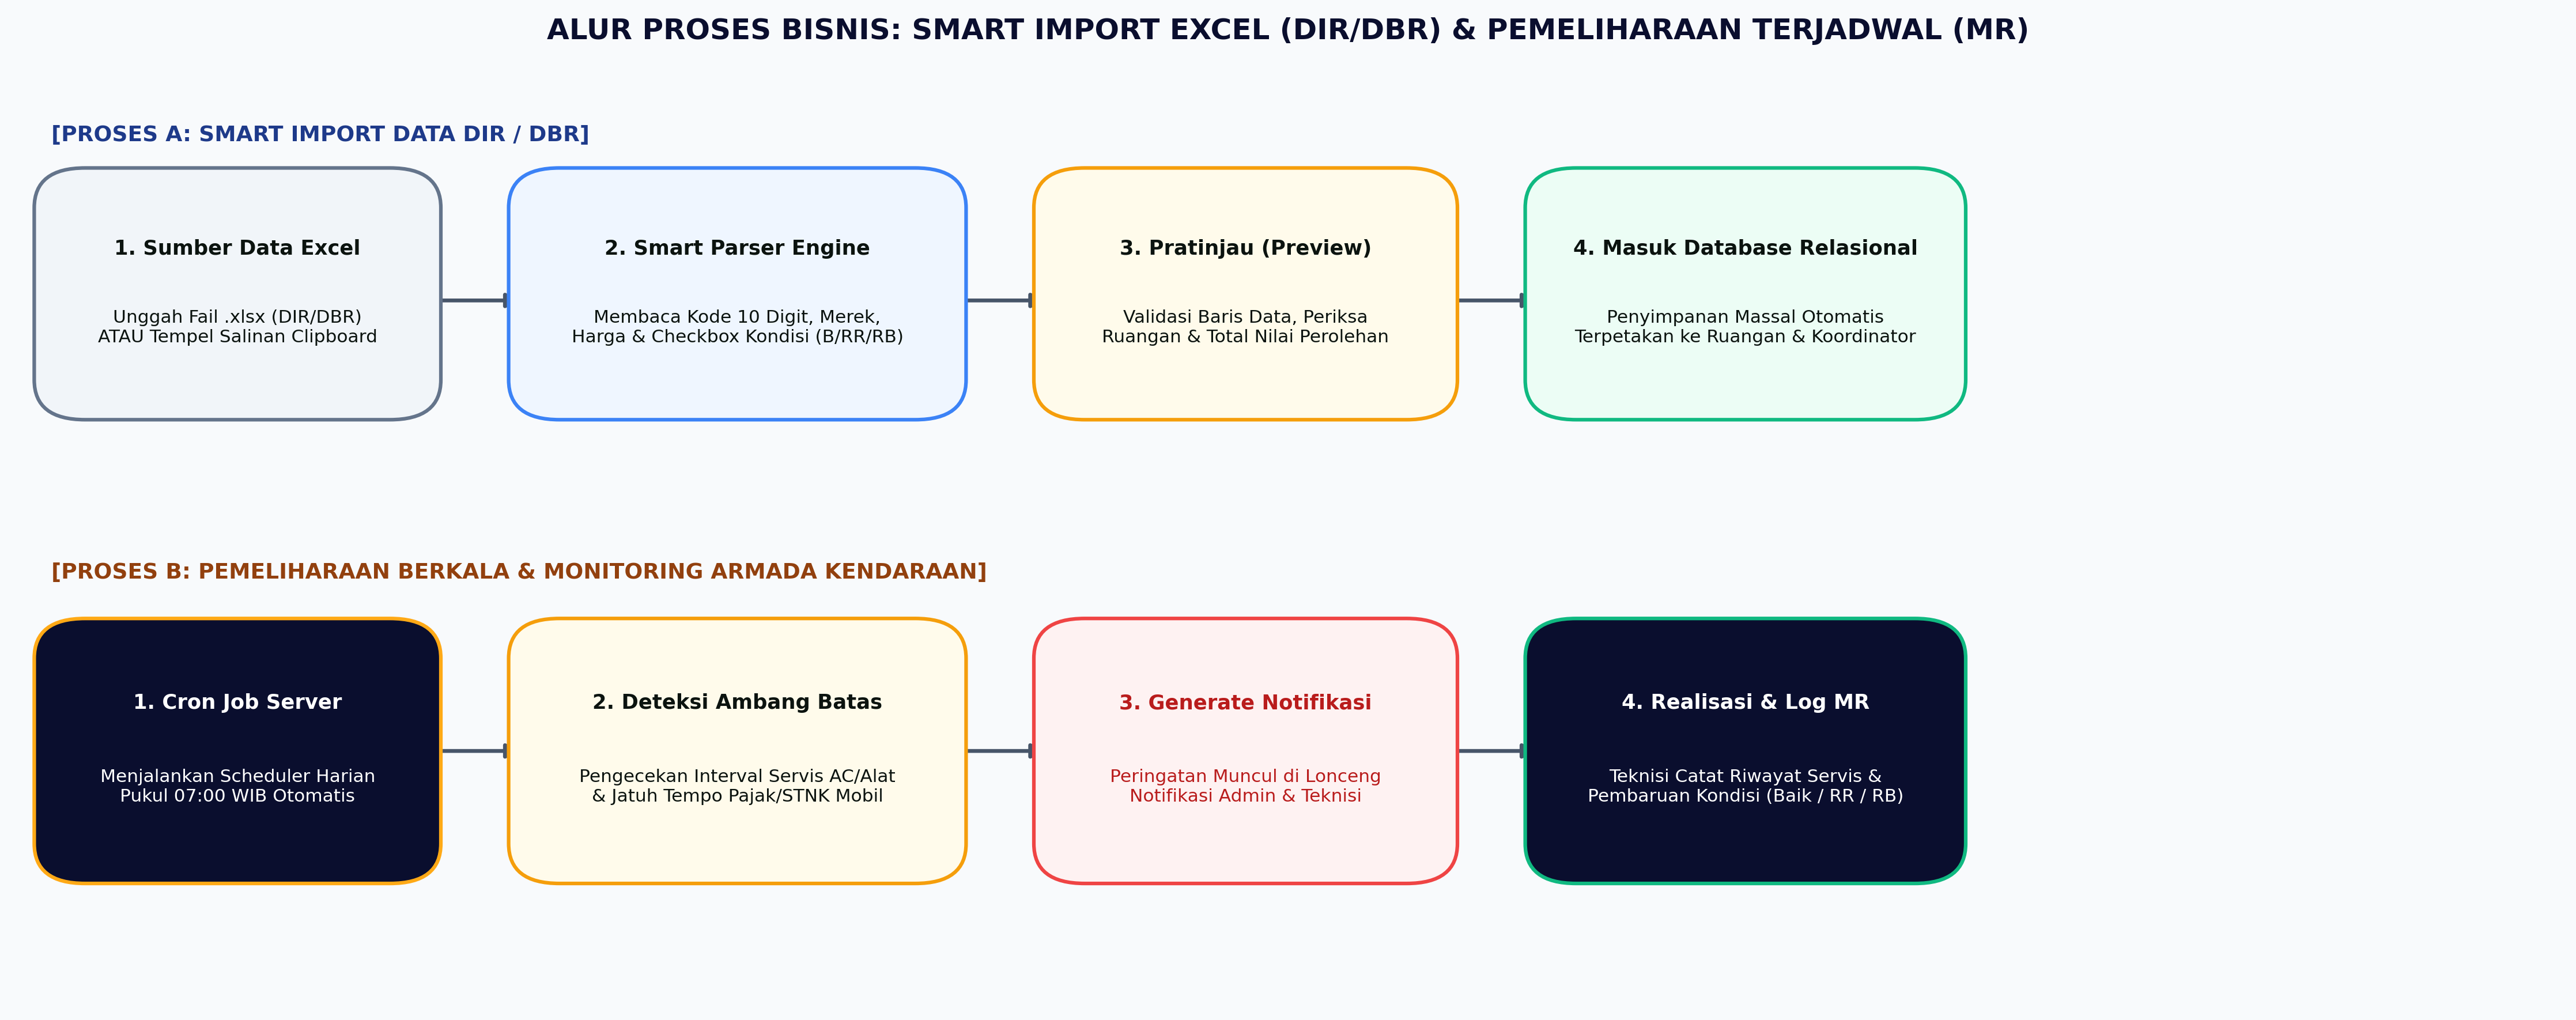 ALUR PROSES BISNIS: SMART IMPORT EXCEL (DIR/DBR) & PEMELIHARAAN TERJADWAL (MR)
[PROSES A: SMART IMPORT DATA DIR / DBR]
1. Sumber Data Excel
Unggah Fail .xlsx (DIR/DBR)
ATAU Tempel Salinan Clipboard
2. Smart Parser Engine
Membaca Kode 10 Digit, Merek,
Harga & Checkbox Kondisi (B/RR/RB)
3. Pratinjau (Preview)
Validasi Baris Data, Periksa
Ruangan & Total Nilai Perolehan
4. Masuk Database Relasional
Penyimpanan Massal Otomatis
Terpetakan ke Ruangan & Koordinator
[PROSES B: PEMELIHARAAN BERKALA & MONITORING ARMADA KENDARAAN]
1. Cron Job Server
Menjalankan Scheduler Harian
Pukul 07:00 WIB Otomatis
2. Deteksi Ambang Batas
Pengecekan Interval Servis AC/Alat
& Jatuh Tempo Pajak/STNK Mobil
3. Generate Notifikasi
Peringatan Muncul di Lonceng
Notifikasi Admin & Teknisi
4. Realisasi & Log MR
Teknisi Catat Riwayat Servis &
Pembaruan Kondisi (Baik / RR / RB)